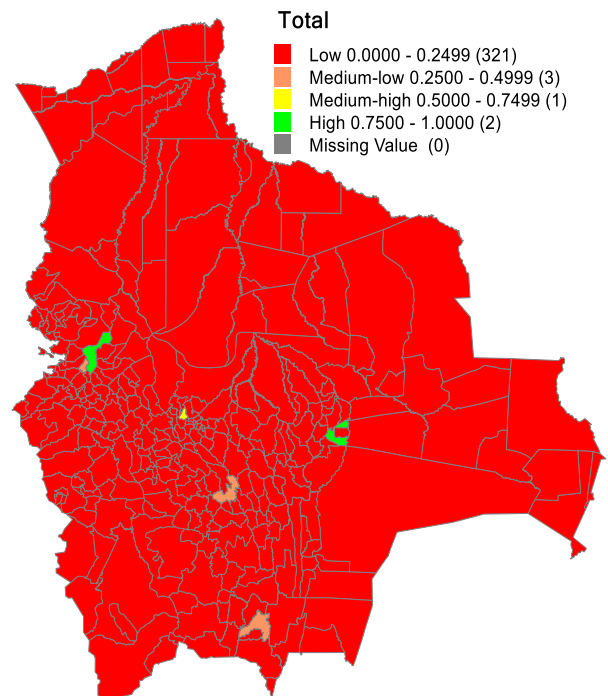 Total
Low 0.0000 - 0.2499 (321)
Medium-low 0.2500 - 0.4999 (3)
Medium-high 0.5000 - 0.7499 (1)
High 0.7500 - 1.0000 (2)
Missing Value (0)